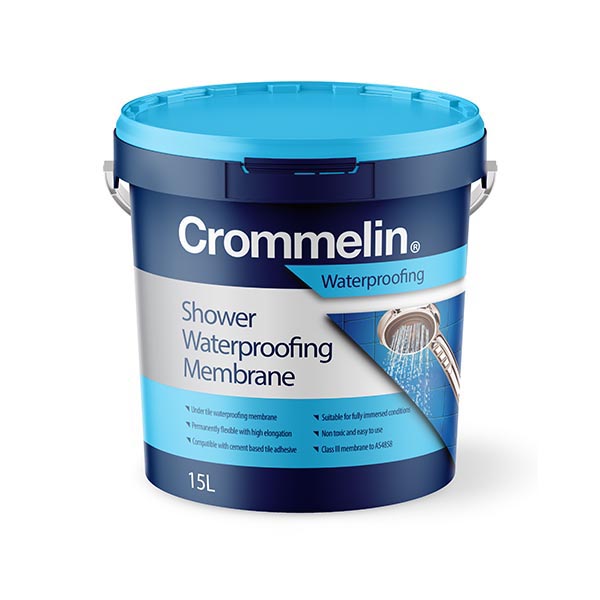 Crommelin®
Waterproofing
Shower
Waterproofing
Membrane
Under tile waterproofing membrane
Permanently flexible with high elongation
Compatible with cement based tile adhesive
Suitable for fully immersed conditions
Non toxic and easy to use
Class III membrane to AS4858
15L